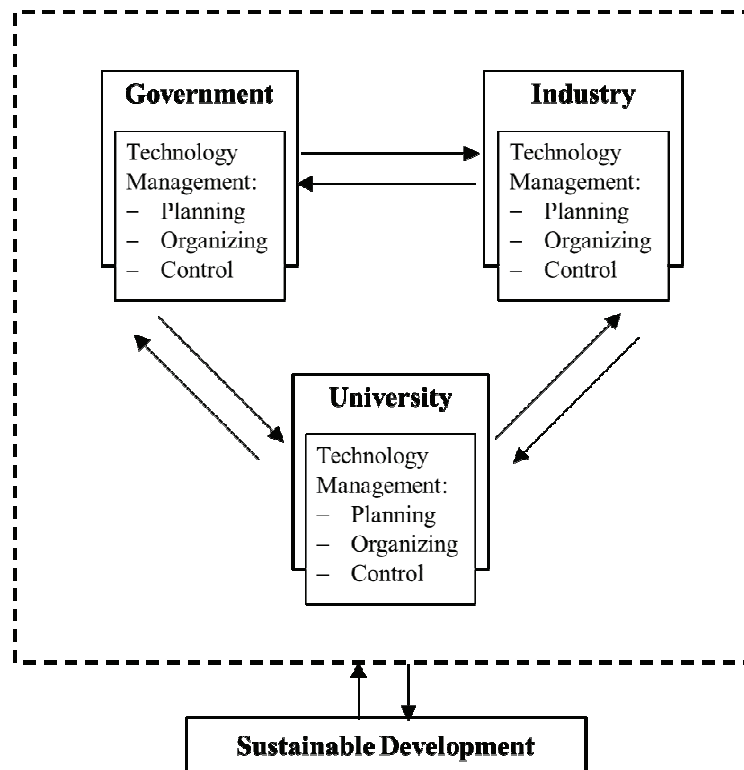 Government
Technology
Management:
– Planning
– Organizing
– Control
Industry
Technology
Management:
– Planning
– Organizing
– Control
University
Technology
Management:
– Planning
– Organizing
– Control
Sustainable Development